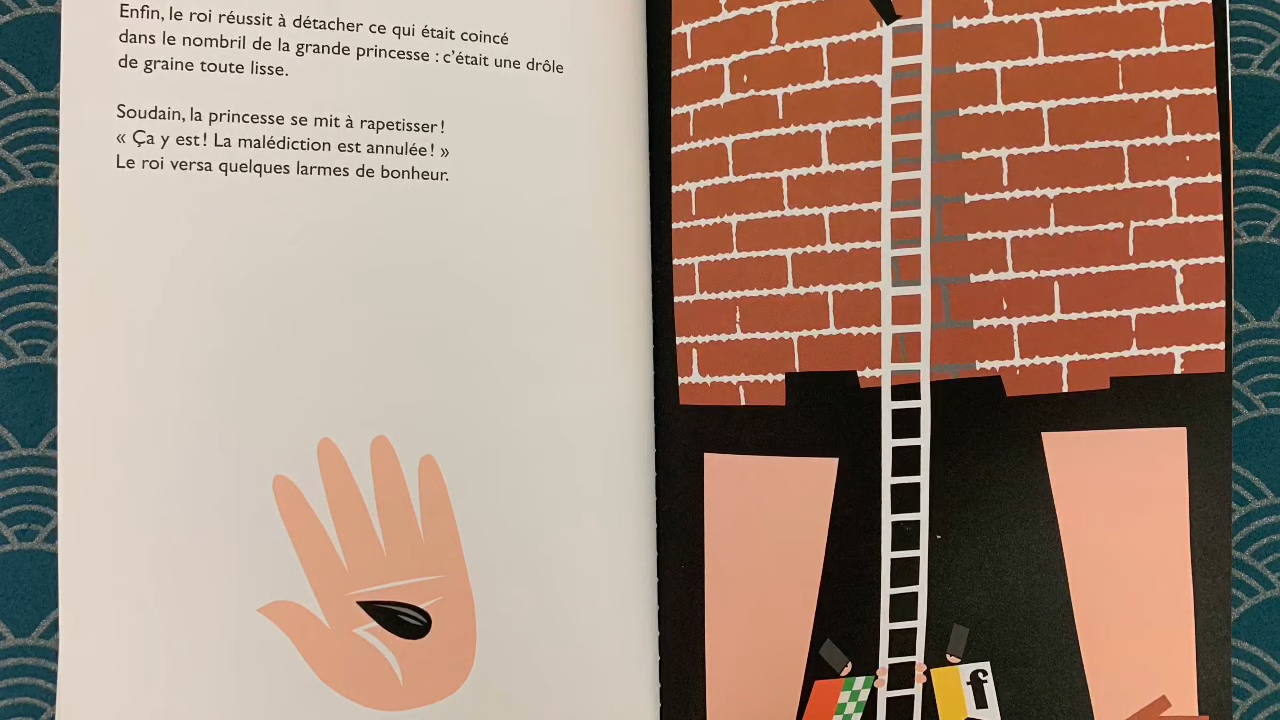 Enfin, le roi réussit à détacher ce qui était coincé
dans le nombril de la grande princesse : c'était une drôle
de graine toute lisse.
Soudain, la princesse se mit à rapetisser !
« Ça y est ! La malédiction est annulée ! »
Le roi versa quelques larmes de bonheur.
f